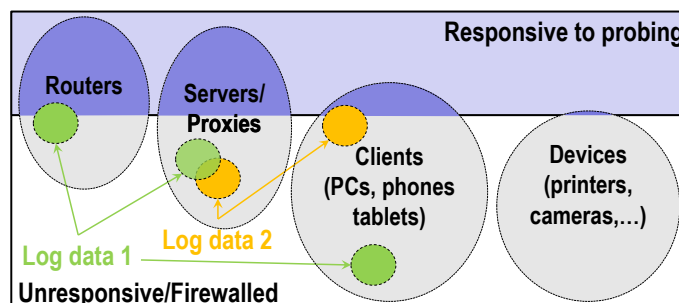 Responsive to probing
Routers
Servers/
Proxies
Clients
(PCs, phones
tablets)
Devices
(printers,
cameras,...)
Log data 1
Log data 2
Unresponsive/Firewalled